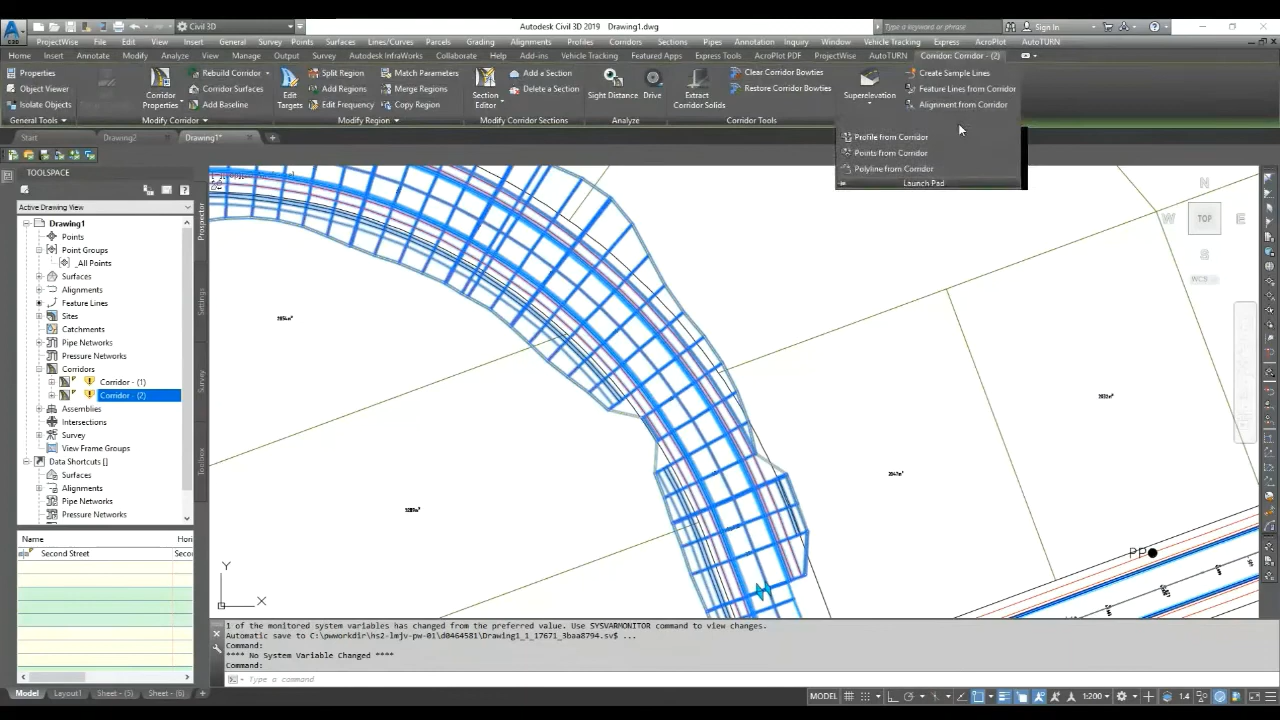 Civil 3D
Autodesk Civil 3D 2019 Drawing1.dwg
Type a keyword or phrase
Sign In
ProjectWise File Edit View Insert General Survey Points Surfaces Lines/Curves Parcels Grading Alignments Profiles Corridors Sections Pipes Annotation Inquiry Window Vehicle Tracking Express AcroPlot AutoTURN
Home Insert Annotate Modify Analyze View Manage Output Survey Autodesk InfraWorks Collaborate Help Add-ins Vehicle Tracking Featured Apps Express Tools AcroPlot PDF ProjectWise AutoTURN Corridor: Corridor - (2)
Properties
Object Viewer
Isolate Objects
General Tools
Corridor Properties
Rebuild Corridor
Corridor Surfaces
Add Baseline
Modify Corridor
Edit Targets
Split Region
Add Regions
Edit Frequency
Match Parameters
Merge Regions
Copy Region
Modify Region
Section Editor
Add a Section
Delete a Section
Modify Corridor Sections
Sight Distance
Drive
Analyze
Extract Corridor Solids
Clear Corridor Bowties
Restore Corridor Bowties
Corridor Tools
Superelevation
Create Sample Lines
Feature Lines from Corridor
Alignment from Corridor
Profile from Corridor
Points from Corridor
Polyline from Corridor
Launch Pad
Start Drawing2 Drawing1*
TOOLSPACE
Active Drawing View
Drawing1
Points
Point Groups
_All Points
Surfaces
Alignments
Feature Lines
Sites
Catchments
Pipe Networks
Pressure Networks
Corridors
Corridor - (1)
Corridor - (2)
Assemblies
Intersections
Survey
View Frame Groups
Data Shortcuts []
Surfaces
Alignments
Pipe Networks
Pressure Networks
Prospector
Settings
Survey
Toolbox
Name Hori
Second Street Seco
N
W TOP E
S
WCS
PP
Y
X
1 of the monitored system variables has changed from the preferred value. Use SYSVARMONITOR command to view changes.
Automatic save to C:\pwworkdir\hs2-lmjv-pw-01\d0464581\Drawing1_1_17671_3baa8794.sv$ ...
Command:
**** No System Variable Changed ****
Command:
Type a command
Model Layout1 Sheet - (5) Sheet - (6)
MODEL 1:200 1.4